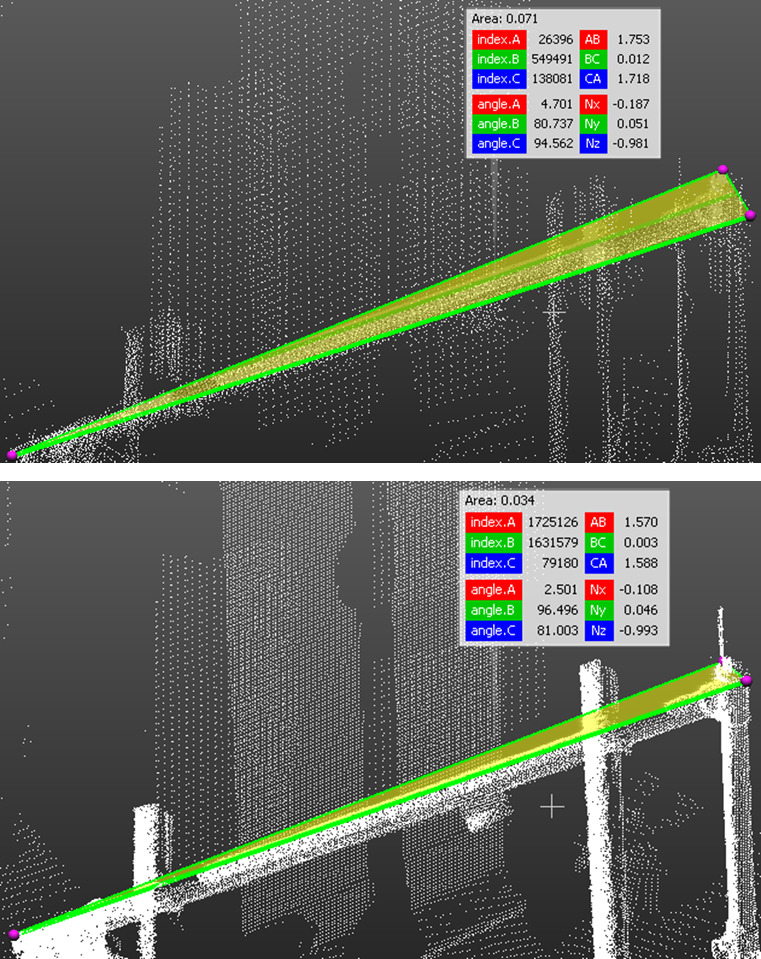 Area: 0.071
index.A 26396 AB 1.753
index.B 549491 BC 0.012
index.C 138081 CA 1.718
angle.A 4.701 Nx -0.187
angle.B 80.737 Ny 0.051
angle.C 94.562 Nz -0.981
Area: 0.034
index.A 1725126 AB 1.570
index.B 1631579 BC 0.003
index.C 79180 CA 1.588
angle.A 2.501 Nx -0.108
angle.B 96.496 Ny 0.046
angle.C 81.003 Nz -0.993